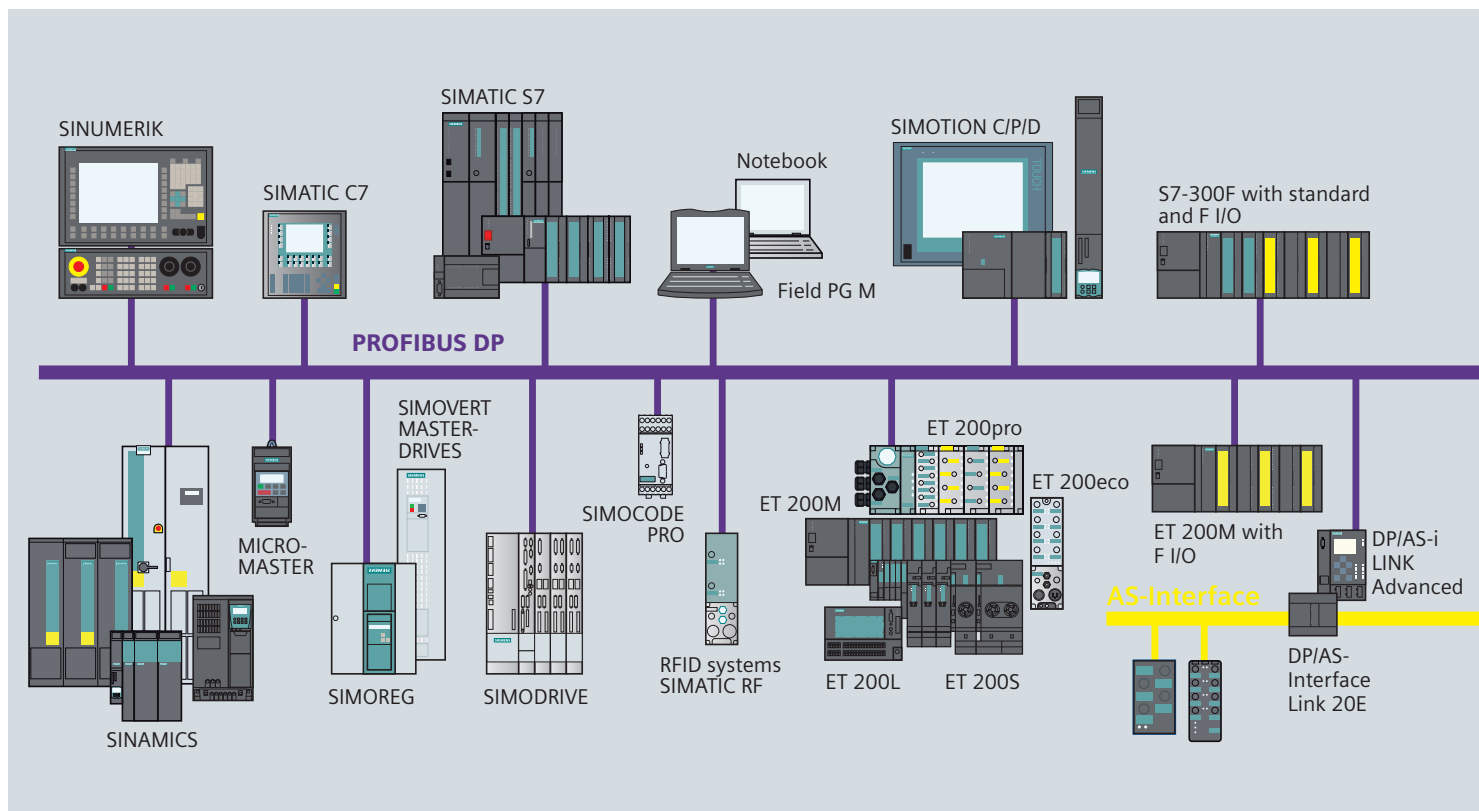 SIMATIC S7
SINUMERIK
SIMOTION C/P/D
Notebook
SIMATIC C7
S7-300F with standard
and F I/O
TOUCH
Field PG M
PROFIBUS DP
SIMOVERT
MASTER-
DRIVES
ET 200pro
ET 200eco
ET 200M
SIMOCODE
PRO
ET 200M with
F I/O
MICRO-
MASTER
DP/AS-i
LINK
Advanced
SIEMENS
AS-Interface
RFID systems
SIMATIC RF
DP/AS-
Interface
Link 20E
ET 200L
ET 200S
SIMOREG
SIMODRIVE
SINAMICS